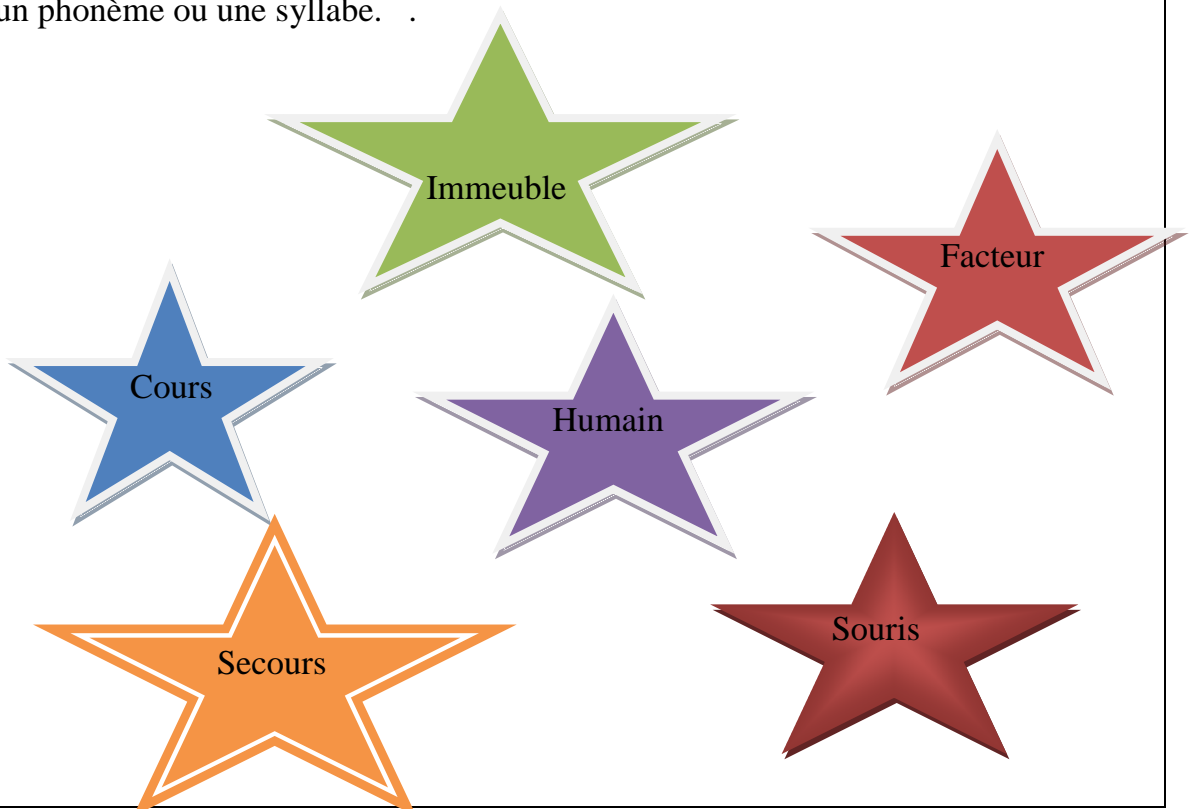 un phonème ou une syllabe. .
Immeuble
Facteur
Cours
Humain
Souris
Secours